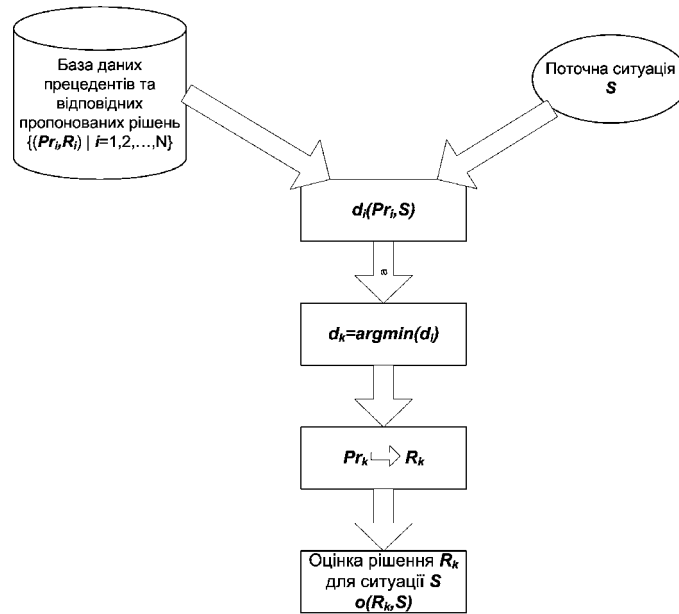 База даних
прецедентів та
відповідних
пропонованих рішень
{(Prᵢ,Rᵢ) | i=1,2,…,N}
Поточна ситуація
S
dᵢ(Prᵢ,S)
dₖ=argmin(dᵢ)
Prₖ → Rₖ
Оцінка рішення Rₖ
для ситуації S
o(Rₖ,S)